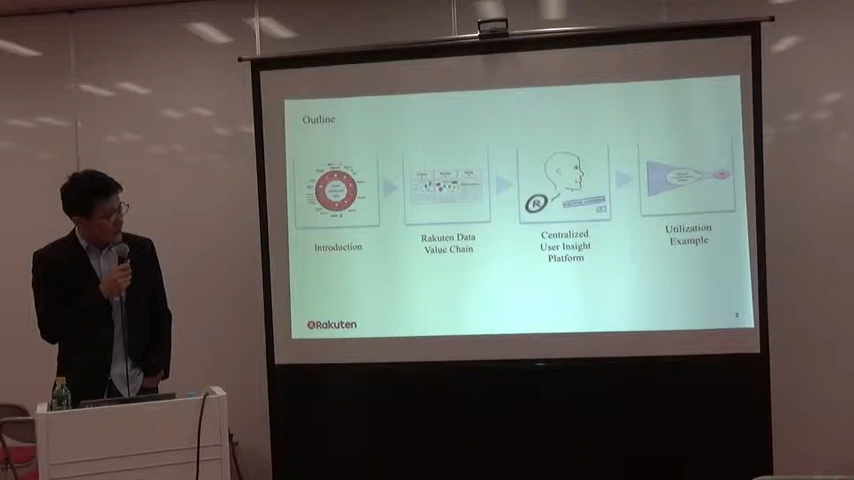 Outline
R
Introduction
Rakuten Data
Value Chain
Centralized
User Insight
Platform
Utilization
Example
Rakuten
3